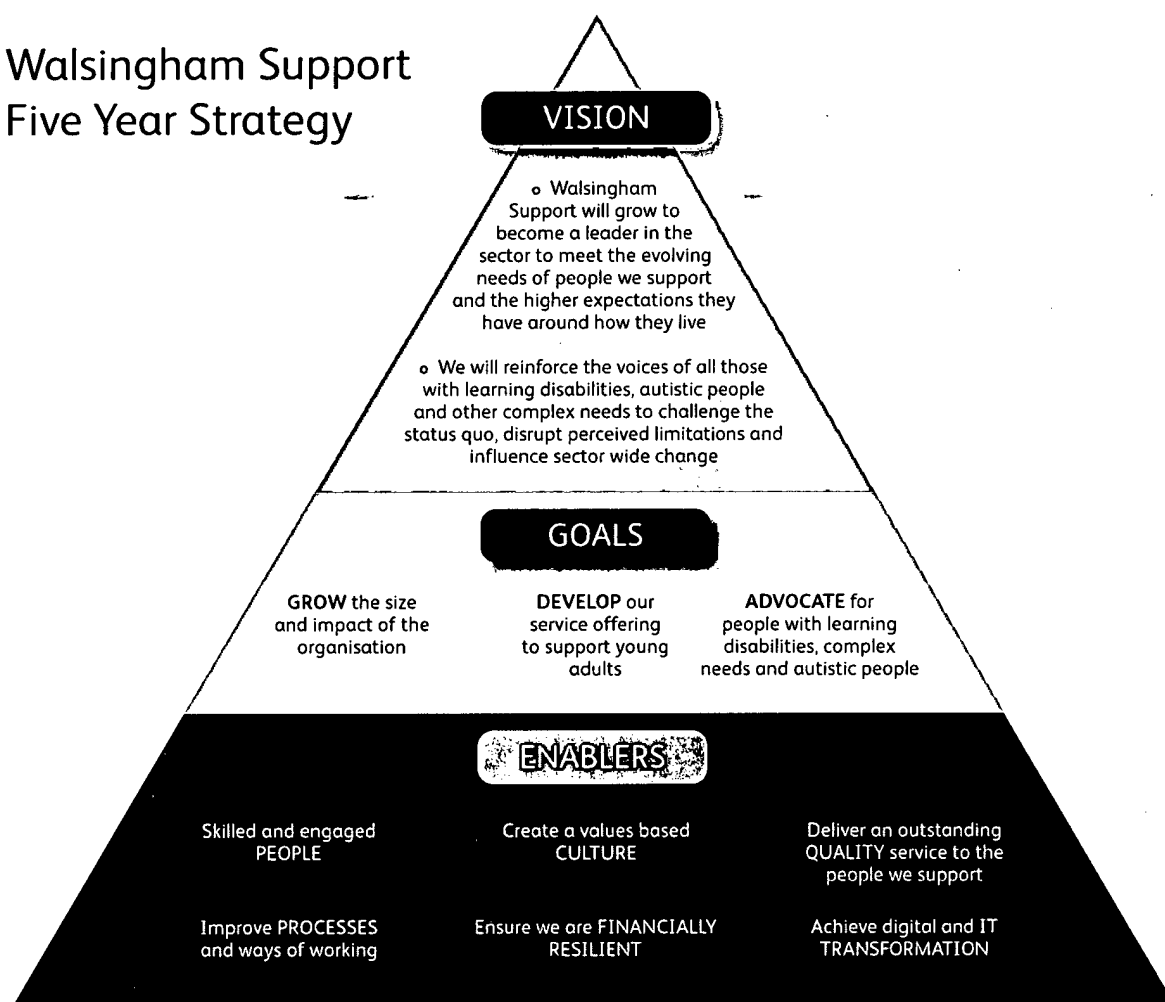 Walsingham Support
Five Year Strategy
VISION
o Walsingham
Support will grow to
become a leader in the
sector to meet the evolving
needs of people we support
and the higher expectations they
have around how they live
o We will reinforce the voices of all those
with learning disabilities, autistic people
and other complex needs to challenge the
status quo, disrupt perceived limitations and
influence sector wide change
GOALS
GROW the size
and impact of the
organisation
DEVELOP our
service offering
to support young
adults
ADVOCATE for
people with learning
disabilities, complex
needs and autistic people
ENABLERS
Skilled and engaged
PEOPLE
Create a values based
CULTURE
Deliver an outstanding
QUALITY service to the
people we support
Improve PROCESSES
and ways of working
Ensure we are FINANCIALLY
RESILIENT
Achieve digital and IT
TRANSFORMATION